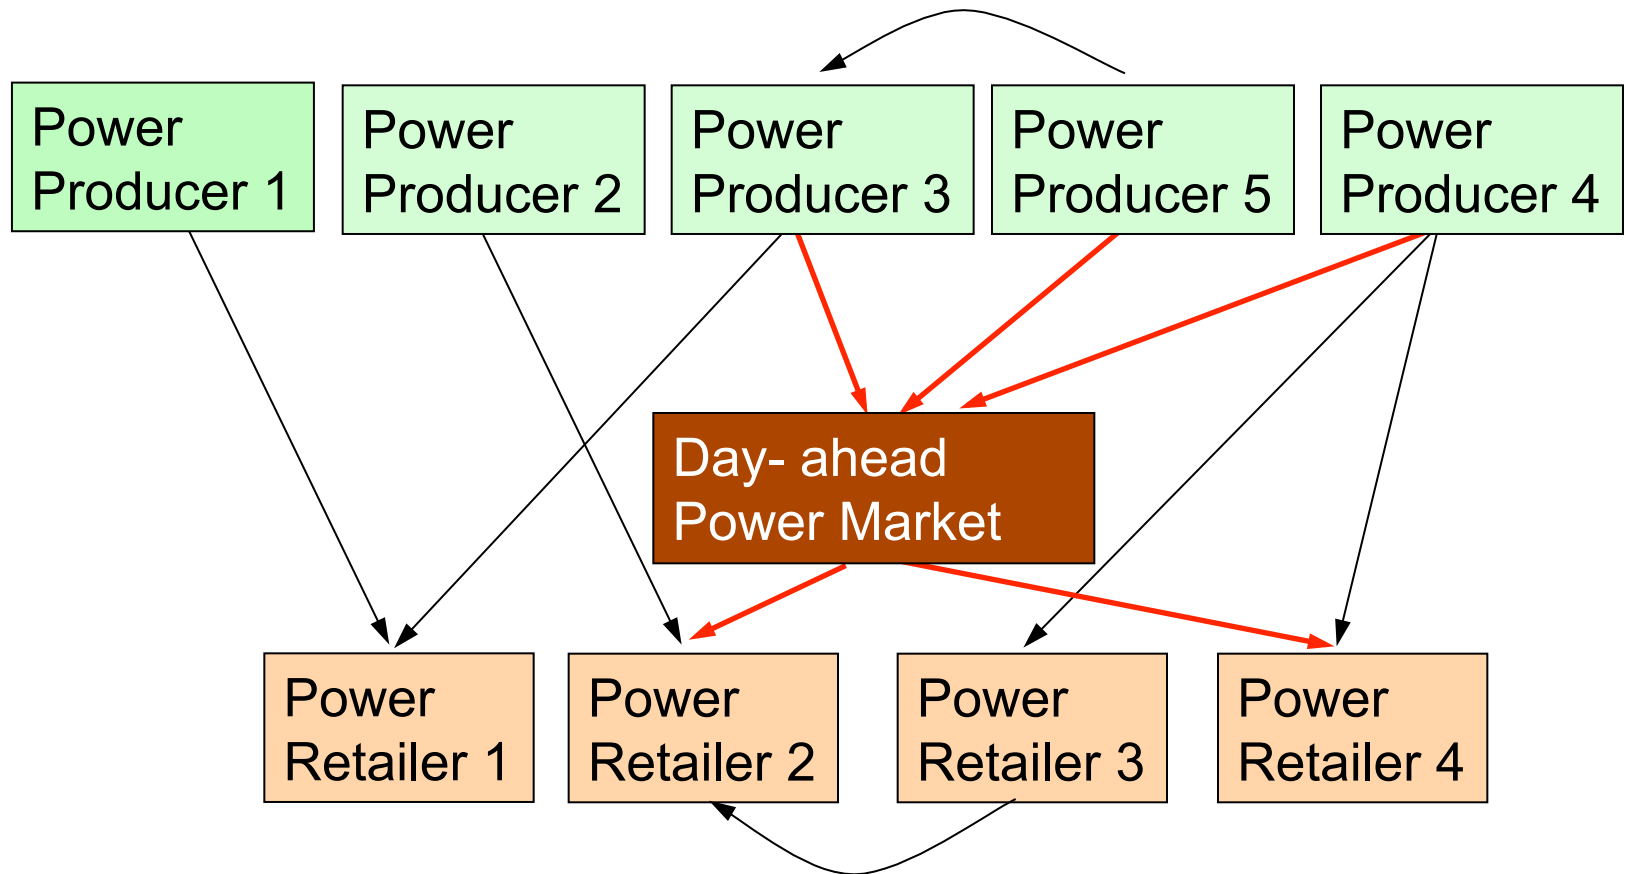 Power
Producer 1
Power
Producer 2
Power
Producer 3
Power
Producer 5
Power
Producer 4
Day- ahead
Power Market
Power
Retailer 1
Power
Retailer 2
Power
Retailer 3
Power
Retailer 4